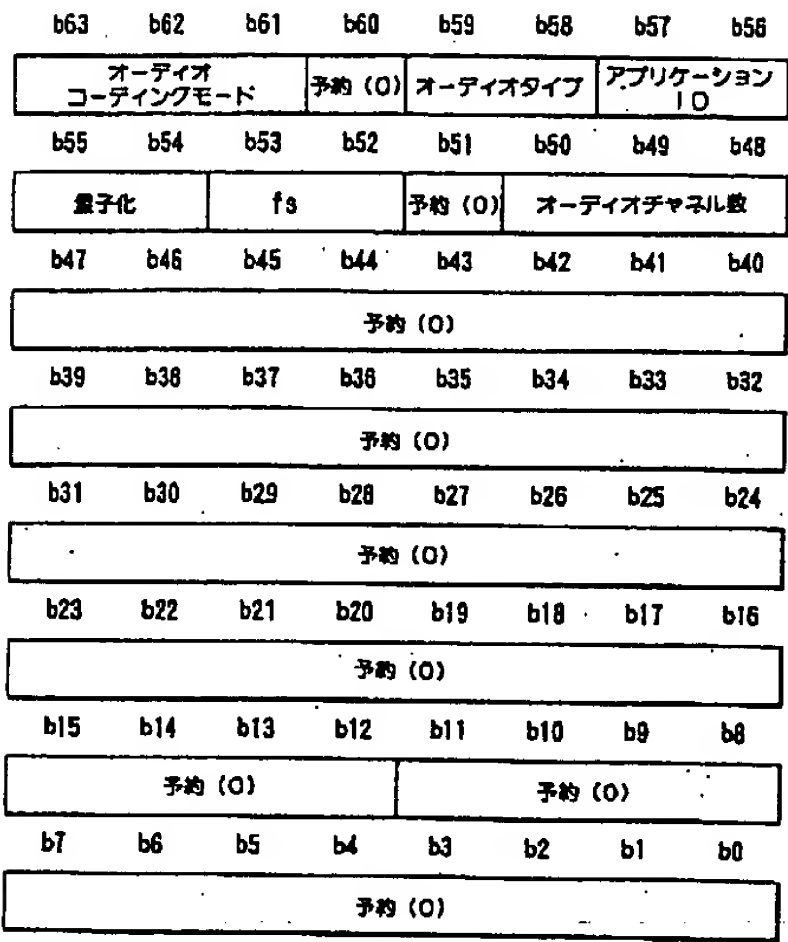 b63 b62 b61 b60 b59 b58 b57 b56
オーディオ
コーディングモード 予約 (0) オーディオタイプ アプリケーション
ID
b55 b54 b53 b52 b51 b50 b49 b48
量子化 fs 予約 (0) オーディオチャネル数
b47 b46 b45 b44 b43 b42 b41 b40
予約 (0)
b39 b38 b37 b36 b35 b34 b33 b32
予約 (0)
b31 b30 b29 b28 b27 b26 b25 b24
予約 (0)
b23 b22 b21 b20 b19 b18 b17 b16
予約 (0)
b15 b14 b13 b12 b11 b10 b9 b8
予約 (0) 予約 (0)
b7 b6 b5 b4 b3 b2 b1 b0
予約 (0)